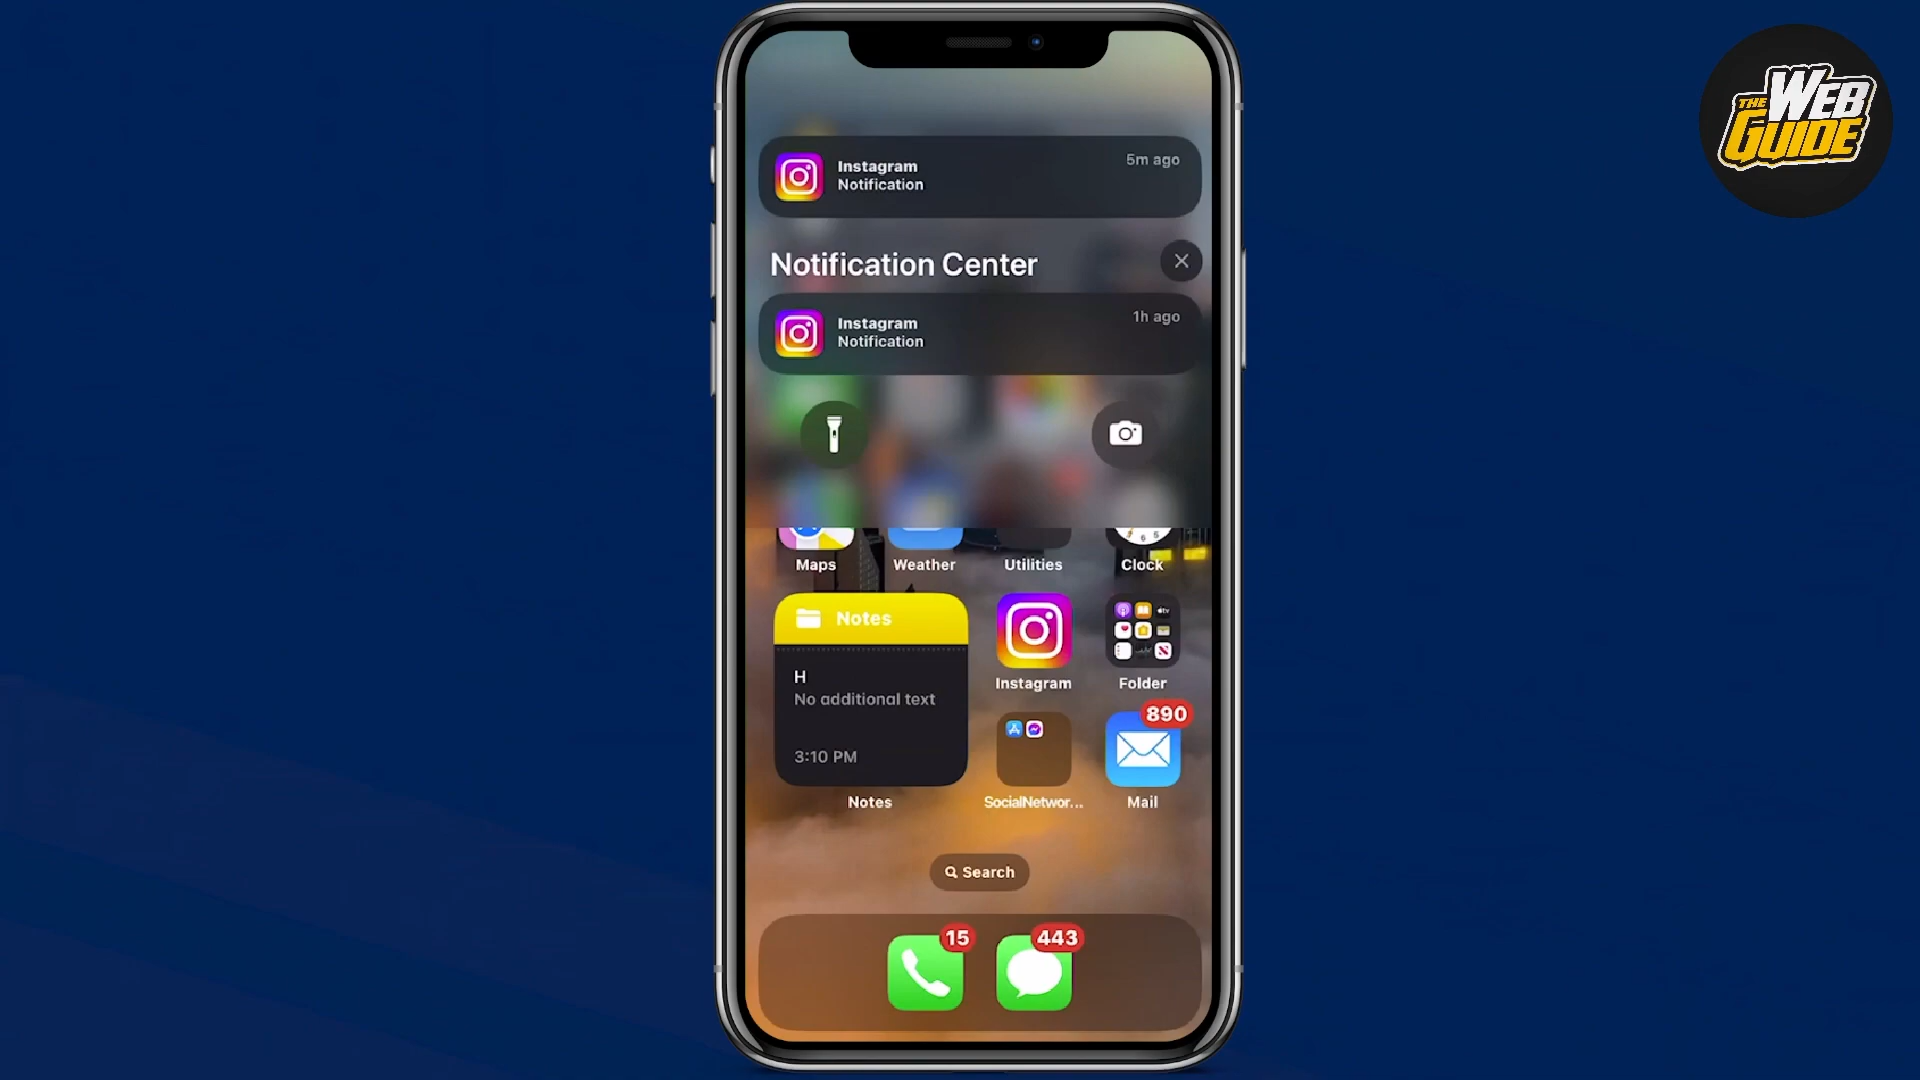 THE WEB
GUIDE
Instagram
Notification
5m ago
Notification Center
Instagram
Notification
1h ago
Maps
Weather
Utilities
Clock
Notes
H
No additional text
3:10 PM
Notes
Instagram
Folder
SocialNetwor...
890
Mail
Search
15
443